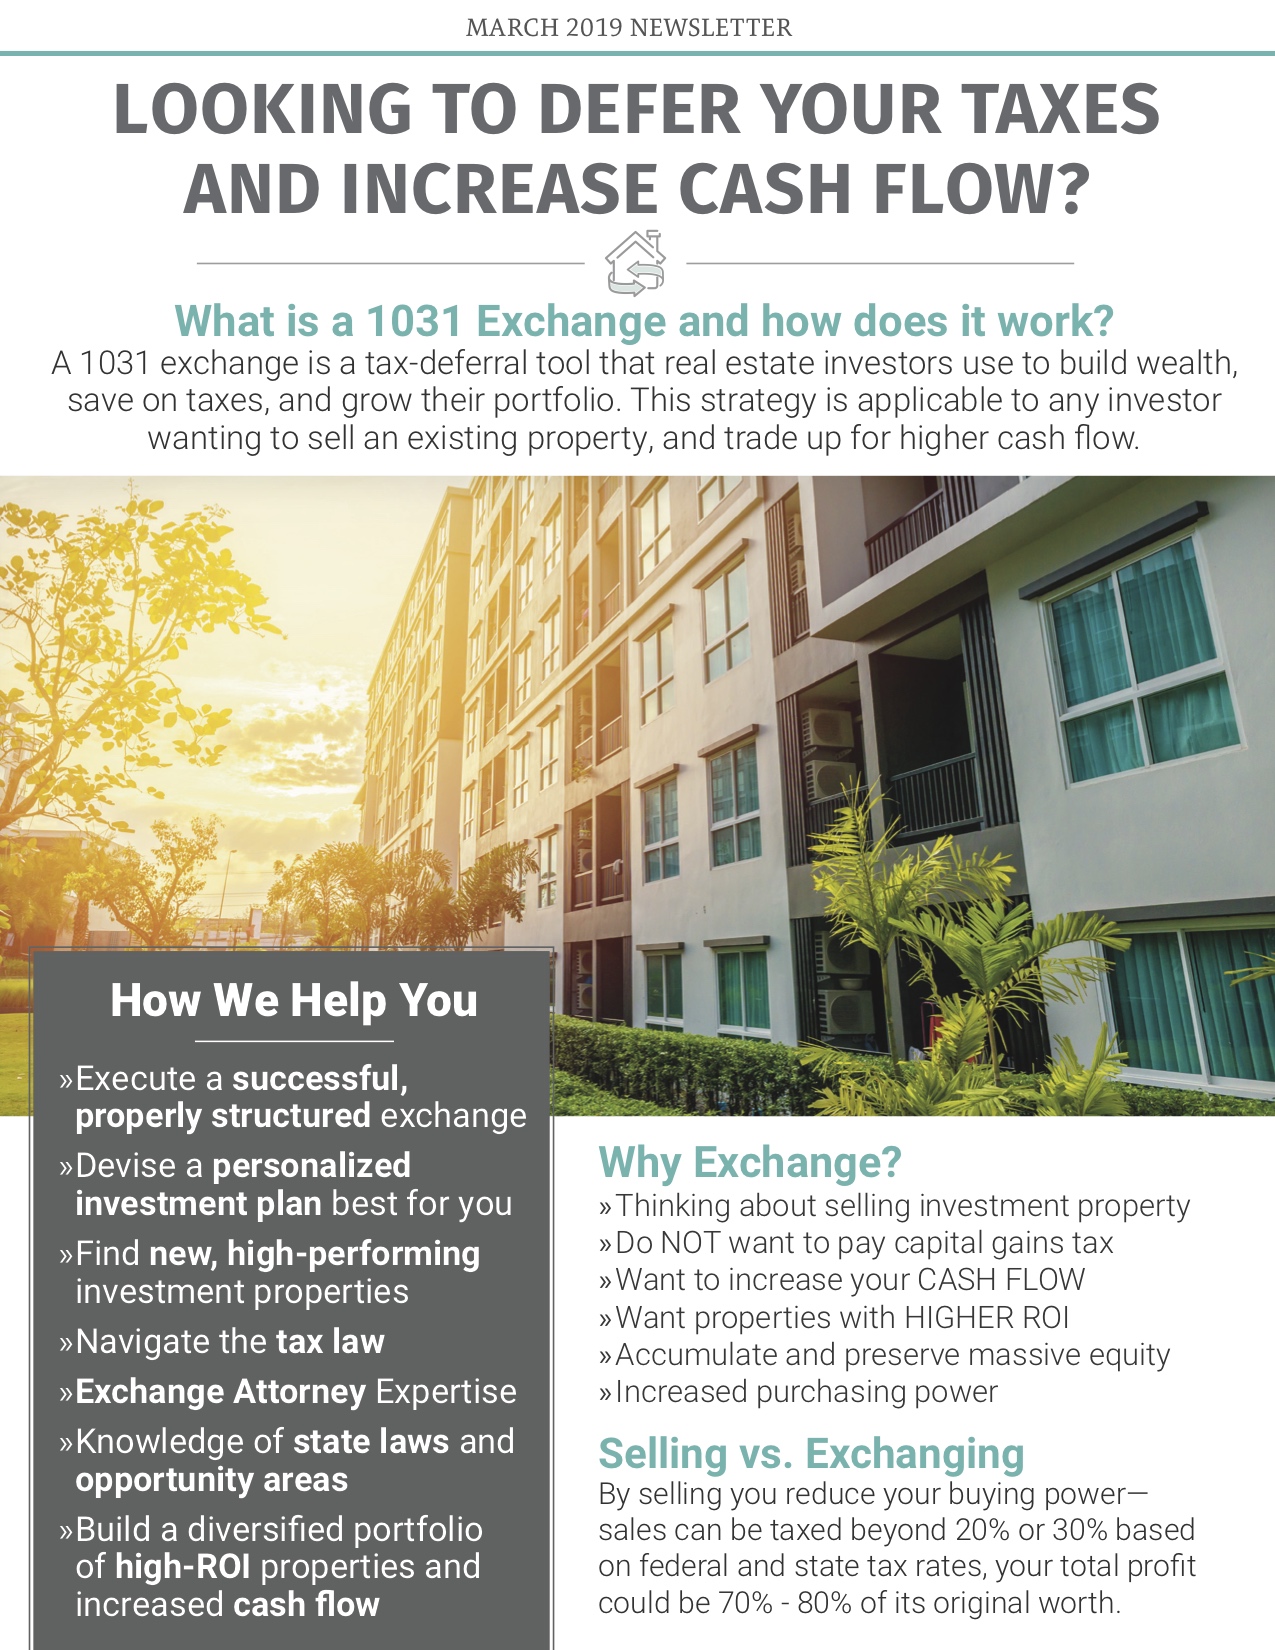 MARCH 2019 NEWSLETTER
LOOKING TO DEFER YOUR TAXES
AND INCREASE CASH FLOW?
What is a 1031 Exchange and how does it work?
A 1031 exchange is a tax-deferral tool that real estate investors use to build wealth,
save on taxes, and grow their portfolio. This strategy is applicable to any investor
wanting to sell an existing property, and trade up for higher cash flow.
How We Help You
»Execute a successful,
properly structured exchange
»Devise a personalized
investment plan best for you
»Find new, high-performing
investment properties
»Navigate the tax law
»Exchange Attorney Expertise
»Knowledge of state laws and
opportunity areas
»Build a diversified portfolio
of high-ROI properties and
increased cash flow
Why Exchange?
»Thinking about selling investment property
»Do NOT want to pay capital gains tax
»Want to increase your CASH FLOW
»Want properties with HIGHER ROI
»Accumulate and preserve massive equity
»Increased purchasing power
Selling vs. Exchanging
By selling you reduce your buying power—
sales can be taxed beyond 20% or 30% based
on federal and state tax rates, your total profit
could be 70% - 80% of its original worth.